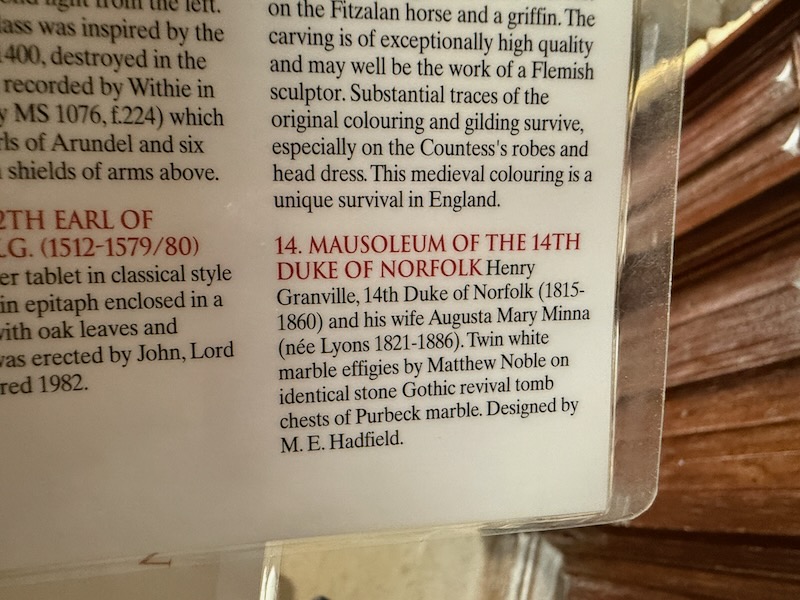 light from the left.
was inspired by the
1400, destroyed in the
recorded by Withie in
MS 1076, f.224) which
of Arundel and six
shields of arms above.
2TH EARL OF
.G. (1512-1579/80)
tablet in classical style
in epitaph enclosed in a
with oak leaves and
was erected by John, Lord
1982.
on the Fitzalan horse and a griffin. The
carving is of exceptionally high quality
and may well be the work of a Flemish
sculptor. Substantial traces of the
original colouring and gilding survive,
especially on the Countess's robes and
head dress. This medieval colouring is a
unique survival in England.
14. MAUSOLEUM OF THE 14TH
DUKE OF NORFOLK Henry
Granville, 14th Duke of Norfolk (1815-
1860) and his wife Augusta Mary Minna
(née Lyons 1821-1886). Twin white
marble effigies by Matthew Noble on
identical stone Gothic revival tomb
chests of Purbeck marble. Designed by
M. E. Hadfield.